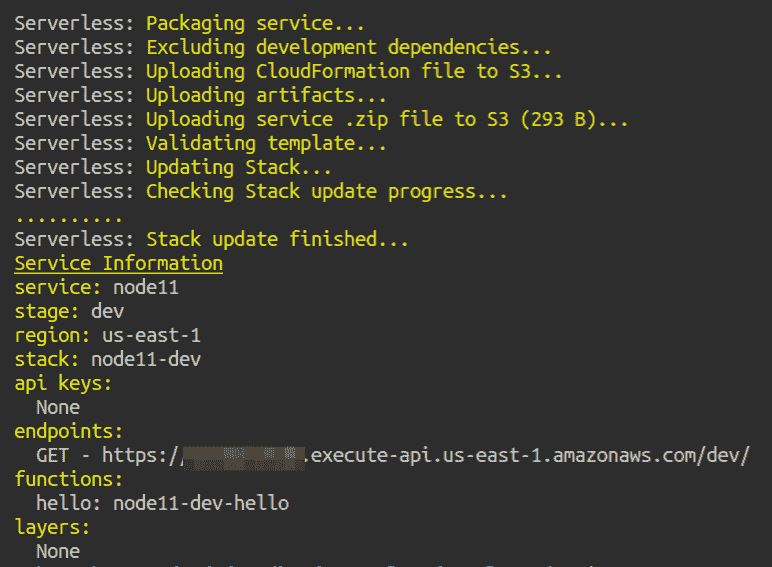 Serverless: Packaging service...
Serverless: Excluding development dependencies...
Serverless: Uploading CloudFormation file to S3...
Serverless: Uploading artifacts...
Serverless: Uploading service .zip file to S3 (293 B)...
Serverless: Validating template...
Serverless: Updating Stack...
Serverless: Checking Stack update progress...
..........
Serverless: Stack update finished...
Service Information
service: node11
stage: dev
region: us-east-1
stack: node11-dev
api keys:
  None
endpoints:
  GET - https:/ .execute-api.us-east-1.amazonaws.com/dev/
functions:
  hello: node11-dev-hello
layers:
  None